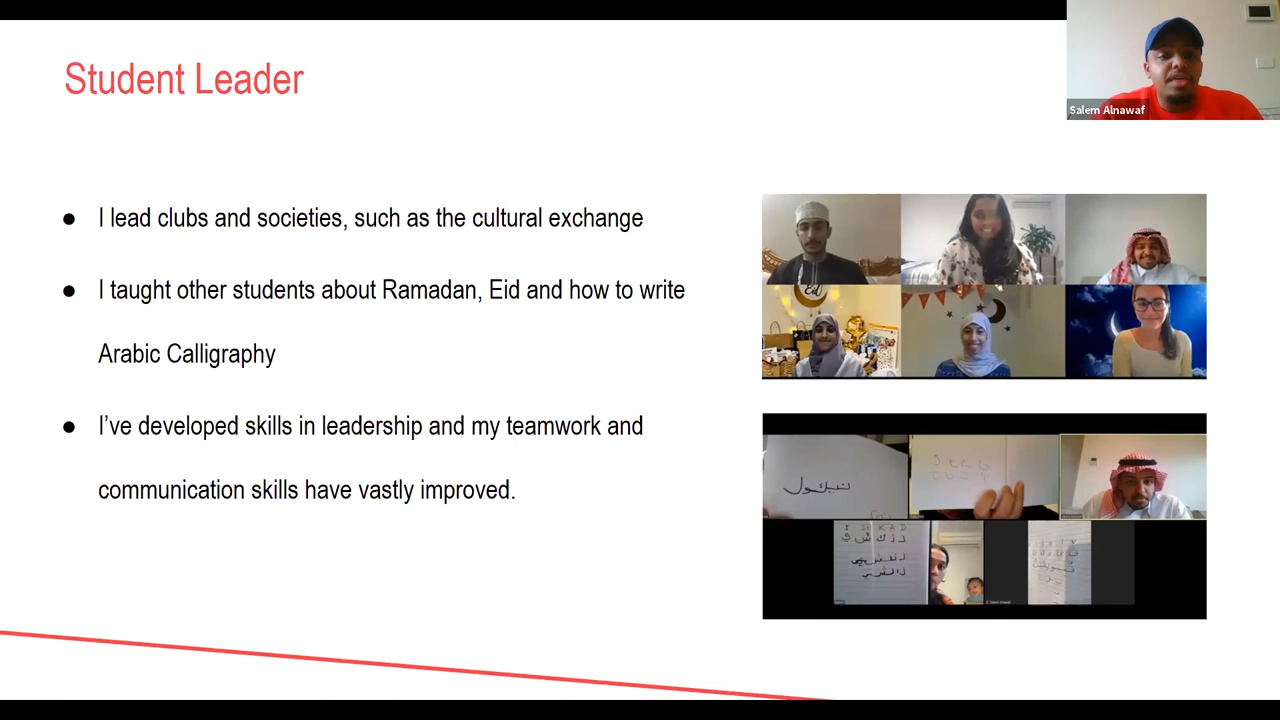 Student Leader
Salem Alnawaf
● I lead clubs and societies, such as the cultural exchange
● I taught other students about Ramadan, Eid and how to write
Arabic Calligraphy
● I’ve developed skills in leadership and my teamwork and
communication skills have vastly improved.
Eid
نيكول